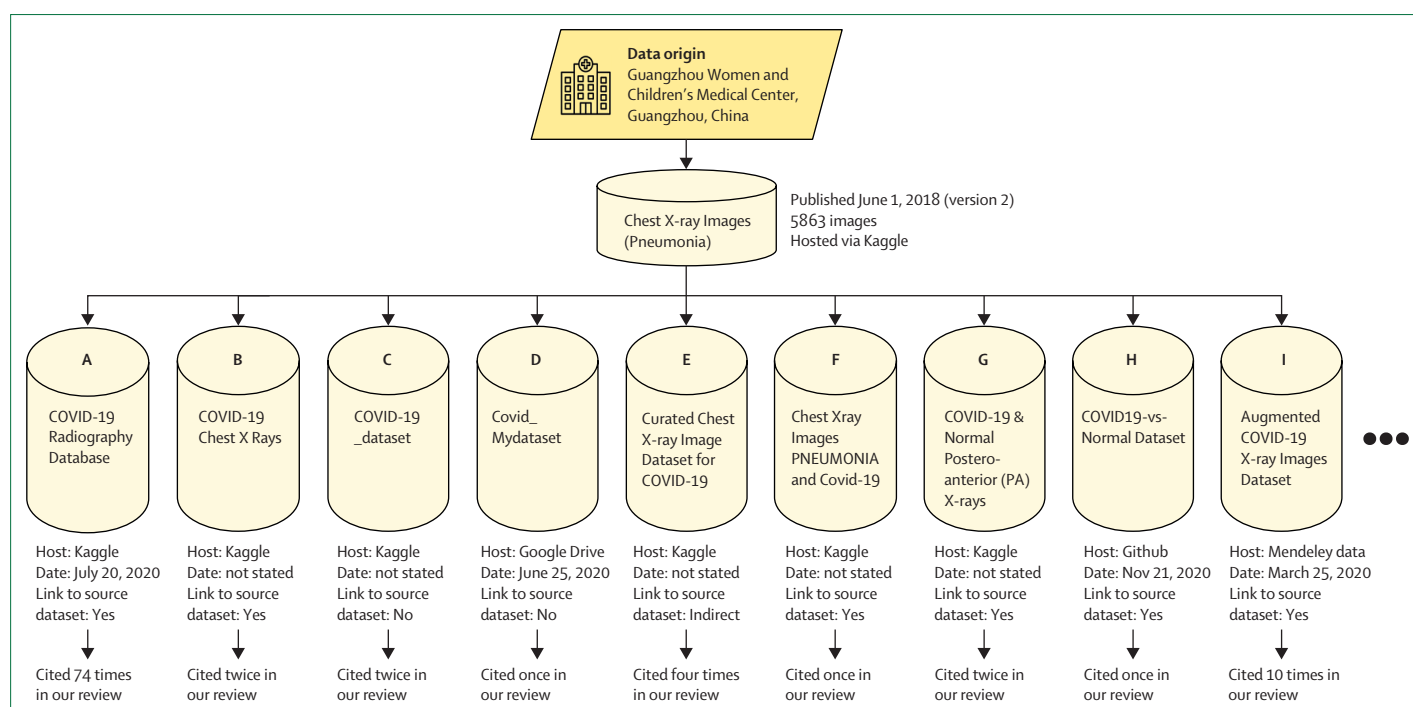 Data origin
Guangzhou Women and
Children's Medical Center,
Guangzhou, China
Chest X-ray Images
(Pneumonia)
Published June 1, 2018 (version 2)
5863 images
Hosted via Kaggle
A
COVID-19
Radiography
Database
Host: Kaggle
Date: July 20, 2020
Link to source
dataset: Yes
Cited 74 times
in our review
B
COVID-19
Chest X Rays
Host: Kaggle
Date: not stated
Link to source
dataset: Yes
Cited twice in
our review
C
COVID-19
_dataset
Host: Kaggle
Date: not stated
Link to source
dataset: No
Cited twice in
our review
D
Covid_
Mydataset
Host: Google Drive
Date: June 25, 2020
Link to source
dataset: No
Cited once in
our review
E
Curated Chest
X-ray Image
Dataset for
COVID-19
Host: Kaggle
Date: not stated
Link to source
dataset: Indirect
Cited four times
in our review
F
Chest Xray
Images
PNEUMONIA
and Covid-19
Host: Kaggle
Date: not stated
Link to source
dataset: Yes
Cited once in
our review
G
COVID-19 &
Normal
Postero-
anterior (PA)
X-rays
Host: Kaggle
Date: not stated
Link to source
dataset: Yes
Cited twice in
our review
H
COVID19-vs-
Normal Dataset
Host: Github
Date: Nov 21, 2020
Link to source
dataset: Yes
Cited once in
our review
I
Augmented
COVID-19
X-ray Images
Dataset
Host: Mendeley data
Date: March 25, 2020
Link to source
dataset: Yes
Cited 10 times in
our review